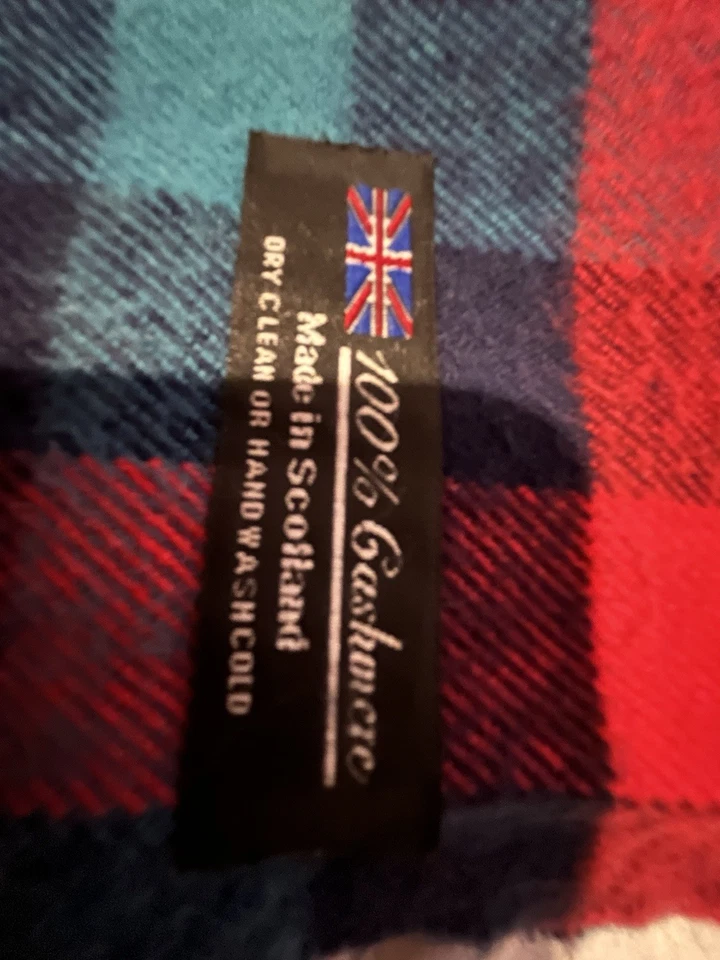 100% Cashmere
Made in Scotland
DRY CLEAN OR HAND WASH COLD